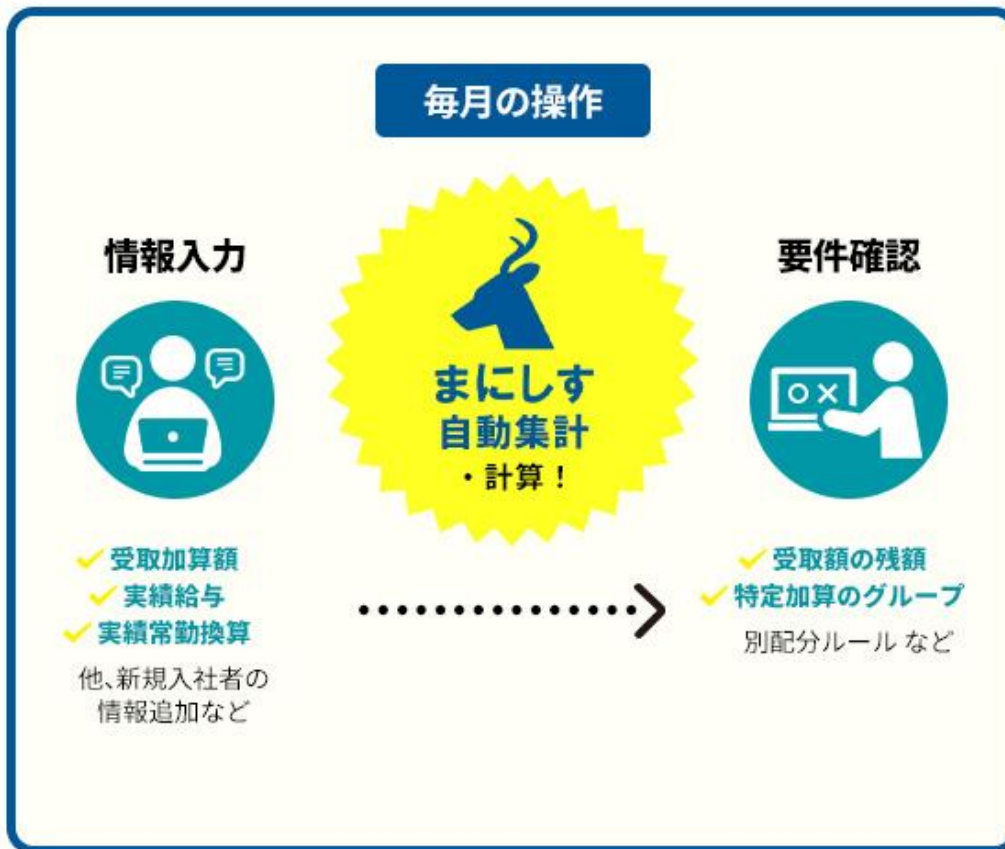 毎月の操作
情報入力
受取加算額
実績給与
実績常勤換算
他、新規入社者の
情報追加など
まにしす
自動集計
・計算！
要件確認
受取額の残額
特定加算のグループ
別配分ルール など